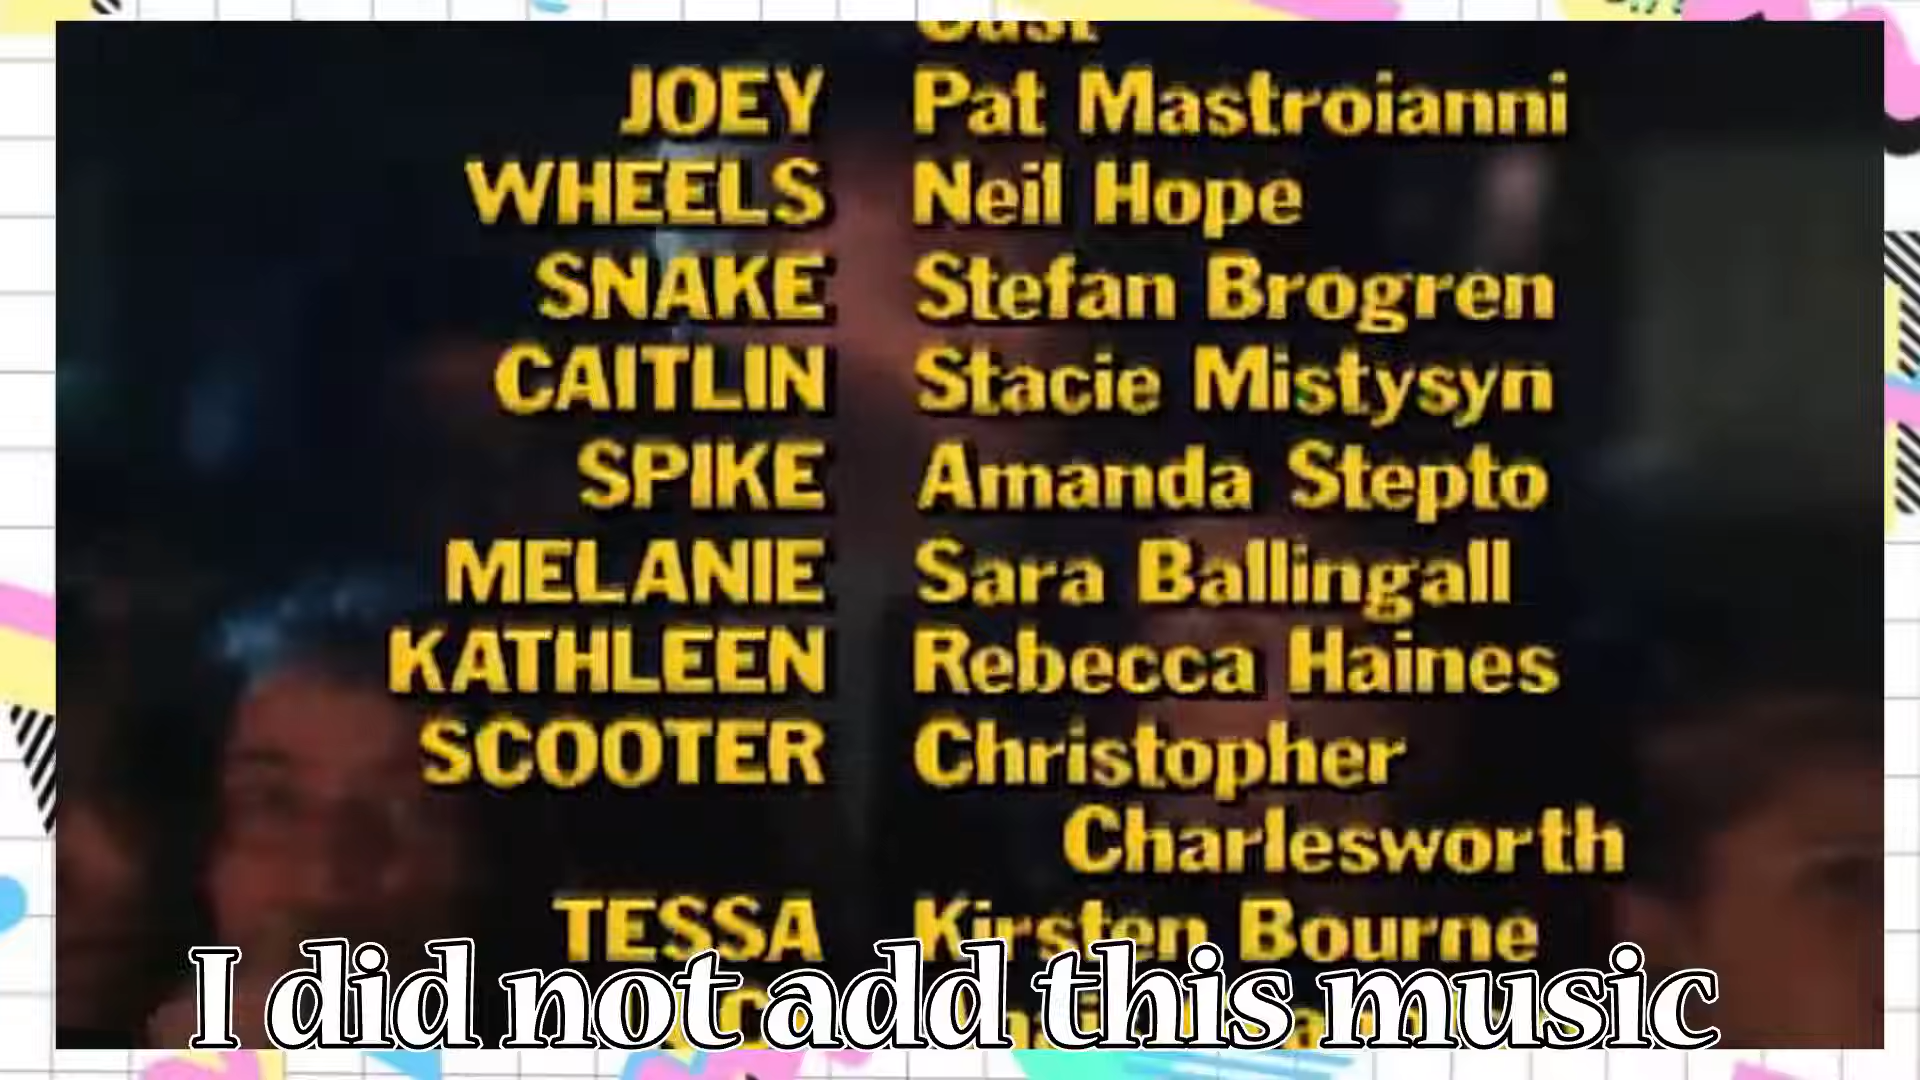 Cast
JOEY Pat Mastroianni
WHEELS Neil Hope
SNAKE Stefan Brogren
CAITLIN Stacie Mistysyn
SPIKE Amanda Stepto
MELANIE Sara Ballingall
KATHLEEN Rebecca Haines
SCOOTER Christopher
Charlesworth
TESSA Kirsten Bourne
I did not add this music